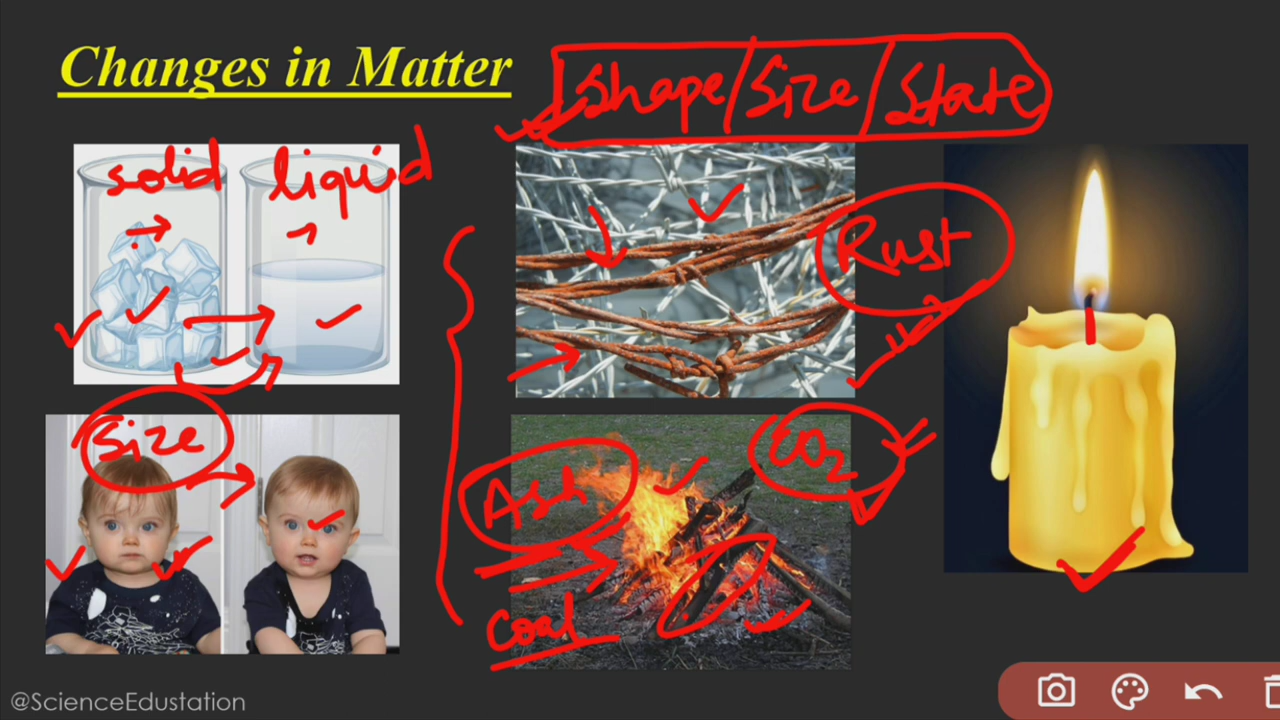 Changes in Matter
Shape/Size/State
solid liquid
Rust
Size
CO2
Ash
Coal
@ScienceEdustation